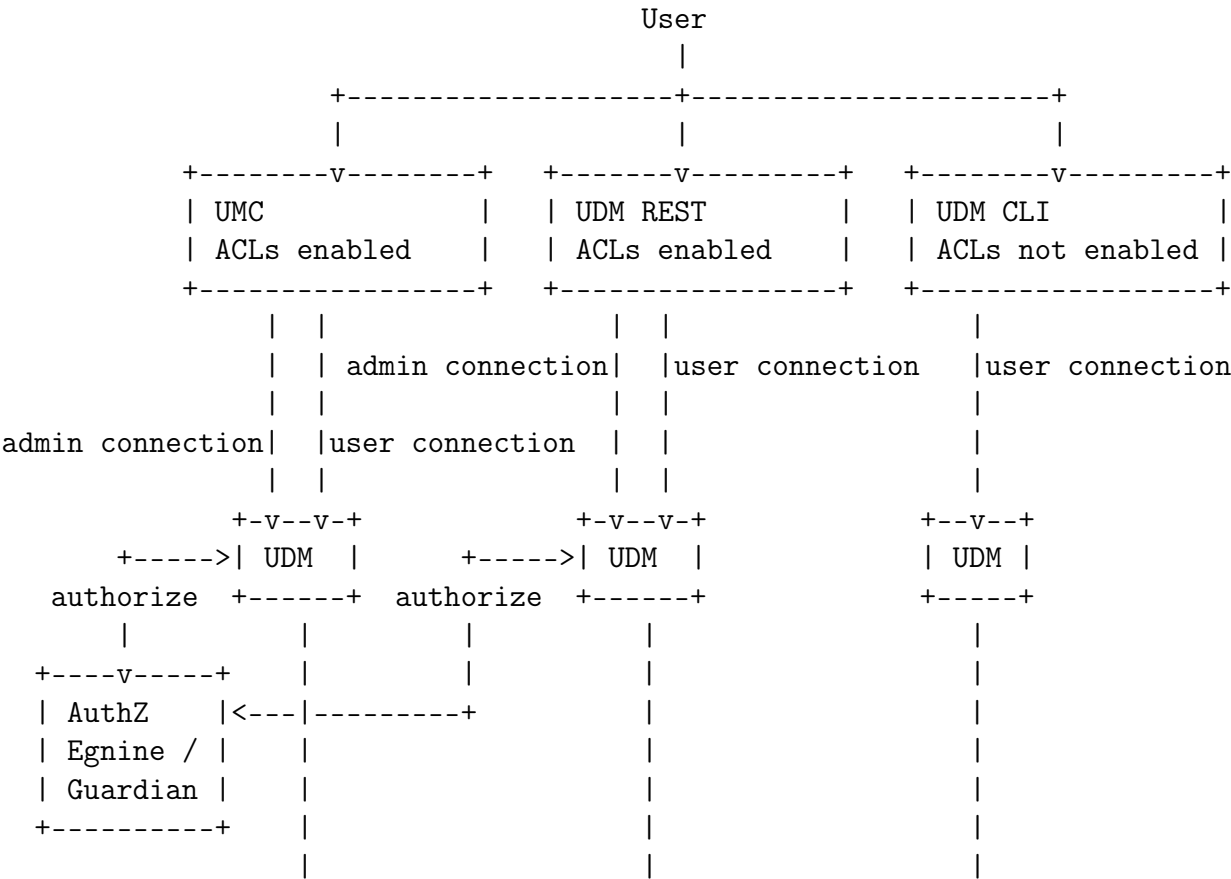 User
UMC UDM REST UDM CLI
ACLs enabled ACLs enabled ACLs not enabled
admin connection user connection user connection
admin connection user connection
UDM UDM UDM
authorize authorize
AuthZ
Egnine /
Guardian